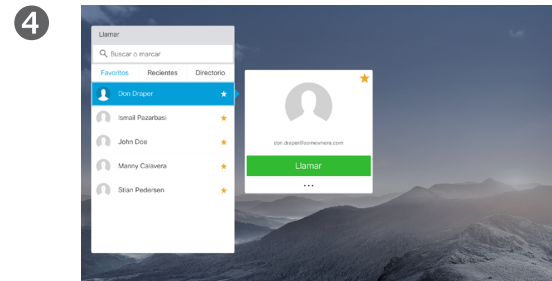 4
Llamar
Buscar o marcar
Favoritos Recientes Directorio
Don Draper
Ismail Pazarbasi
John Doe
Manny Calavera
Stian Pedersen
don.draper@somewhere.com
Llamar
...